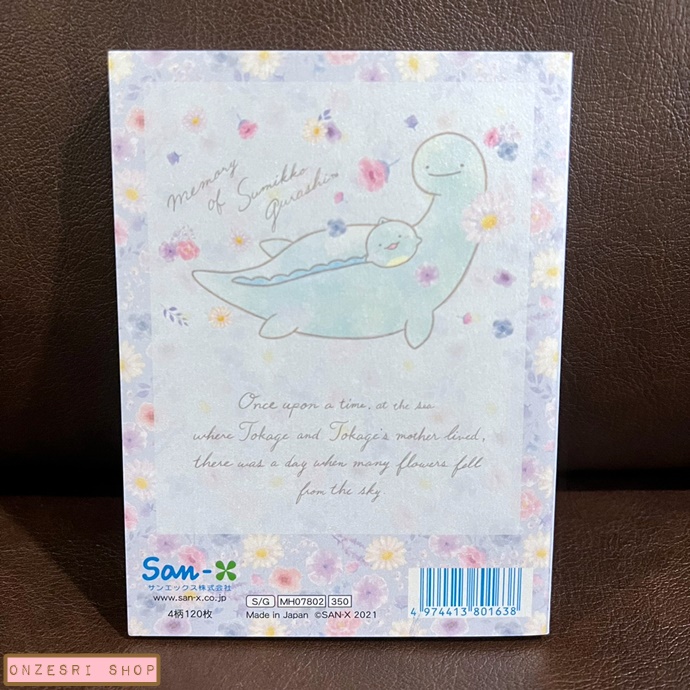 memory
of Sumikko
gurashi
Once upon a time, at the sea
where Tokage and Tokage's mother lived,
there was a day when many flowers fell
from the sky
San-X
サンエックス株式会社
www.san-x.co.jp
4柄120枚
S/G MH07802 350
Made in Japan ©SAN-X 2021
4 974413 801638
ONZESRI SHOP